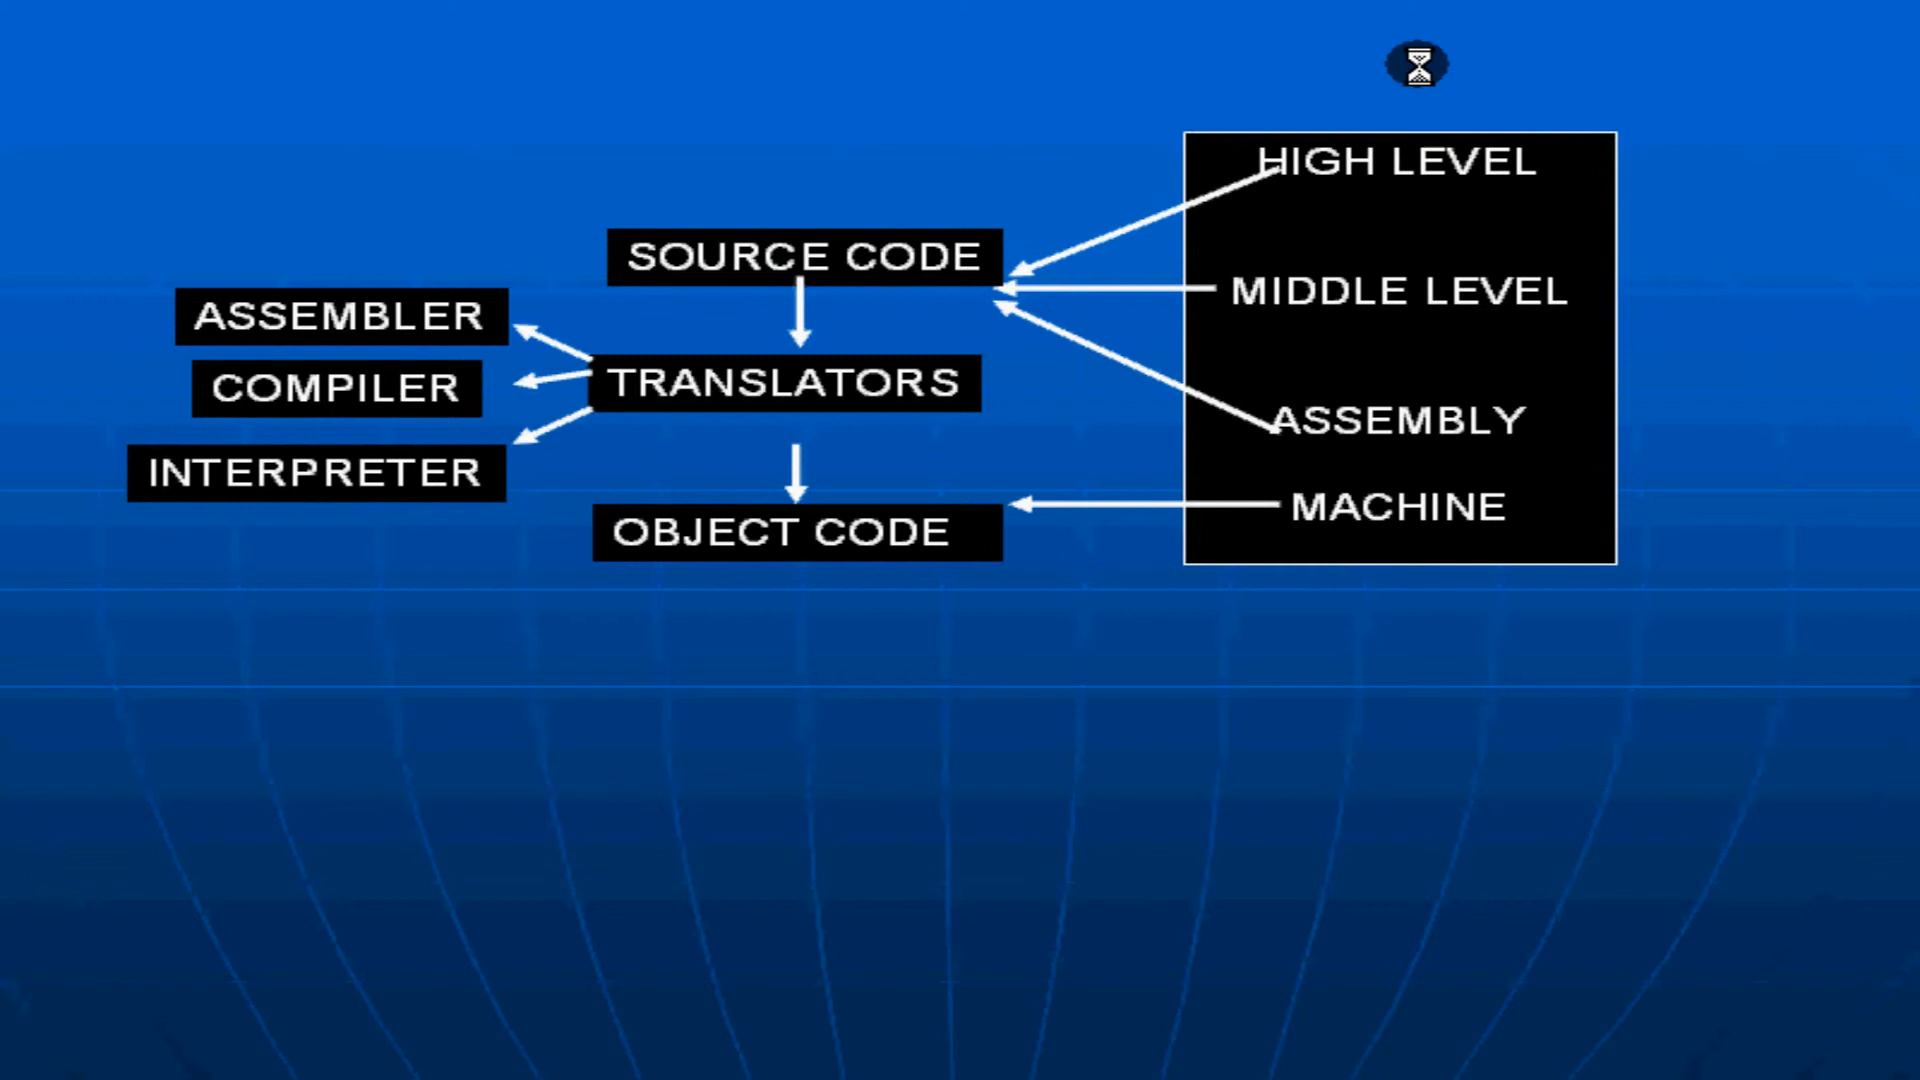 HIGH LEVEL
SOURCE CODE
MIDDLE LEVEL
ASSEMBLER
COMPILER
TRANSLATORS
ASSEMBLY
INTERPRETER
MACHINE
OBJECT CODE